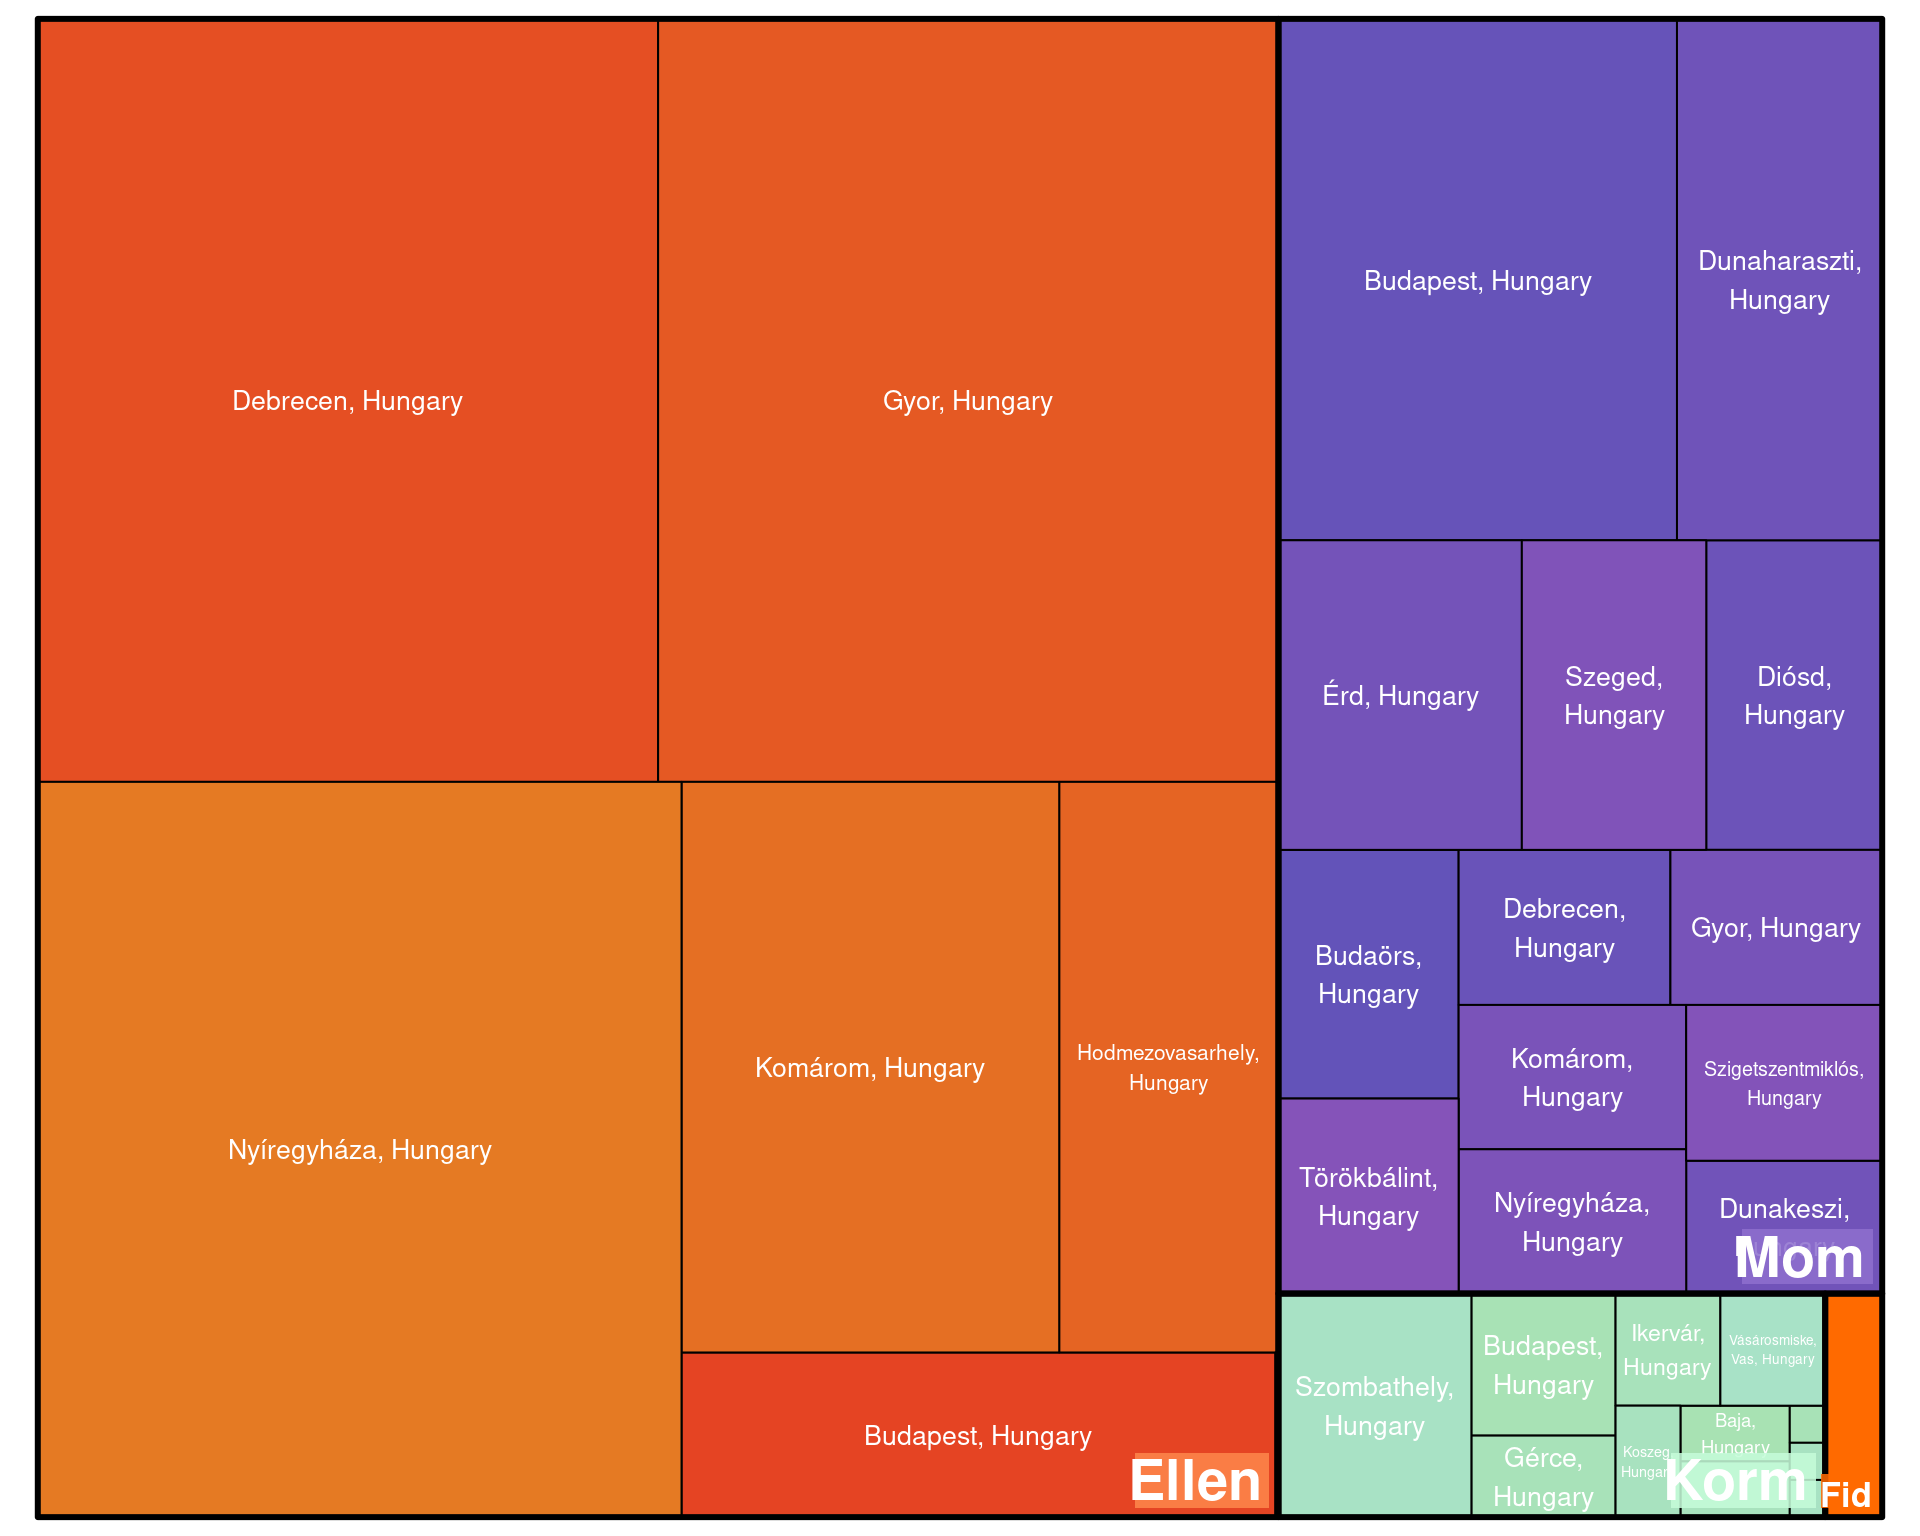 Debrecen, Hungary
Gyor, Hungary
Nyíregyháza, Hungary
Komárom, Hungary
Hodmezovasarhely,
Hungary
Budapest, Hungary
Ellen
Budapest, Hungary
Dunaharaszti,
Hungary
Érd, Hungary
Szeged,
Hungary
Diósd,
Hungary
Budaörs,
Hungary
Debrecen,
Hungary
Gyor, Hungary
Komárom,
Hungary
Szigetszentmiklós,
Hungary
Törökbálint,
Hungary
Nyíregyháza,
Hungary
Dunakeszi,
Mom
Szombathely,
Hungary
Budapest,
Hungary
Gérce,
Hungary
Ikervár,
Hungary
Vásárosmiske,
Vas, Hungary
Koszeg,
Hungary
Baja,
Hungary
Korm
Fid